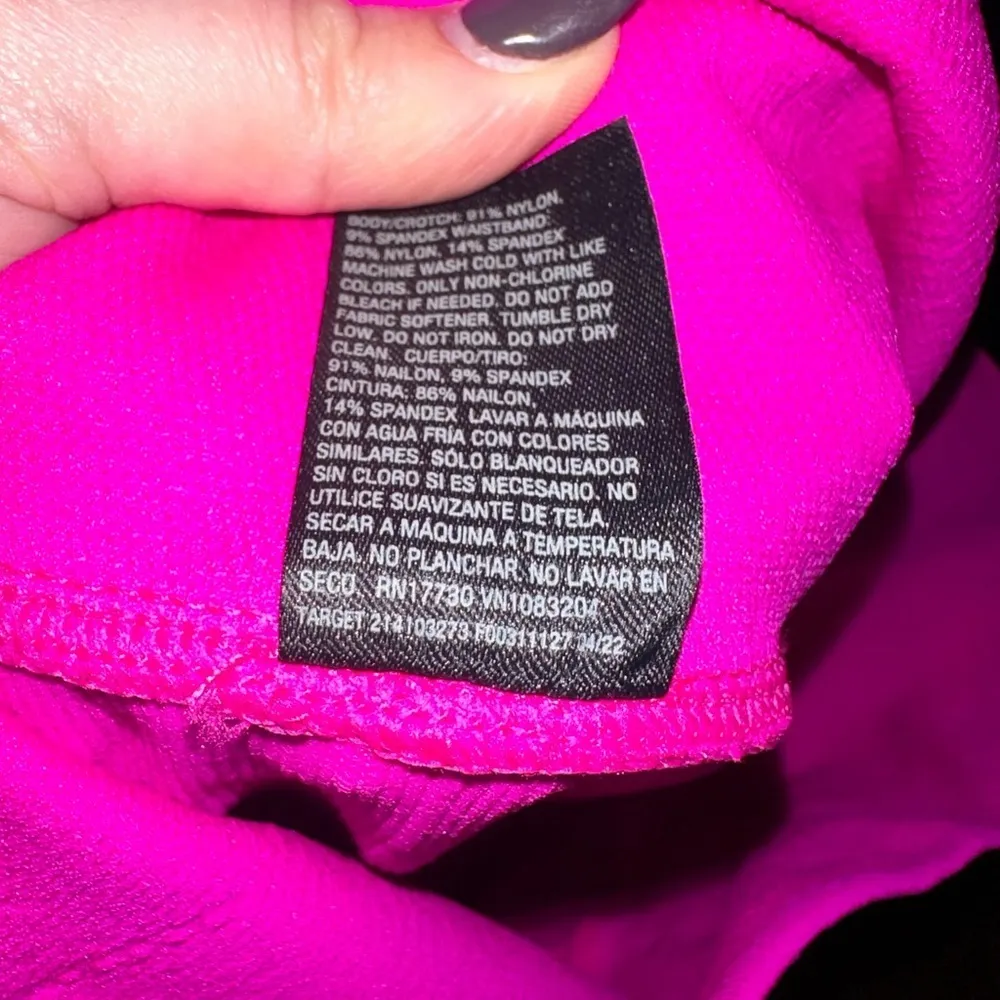 BODY/CROTCH: 91% NYLON,
9% SPANDEX WAISTBAND:
86% NYLON, 14% SPANDEX
MACHINE WASH COLD WITH LIKE
COLORS. ONLY NON-CHLORINE
BLEACH IF NEEDED. DO NOT ADD
FABRIC SOFTENER. TUMBLE DRY
LOW. DO NOT IRON. DO NOT DRY
CLEAN. CUERPO/TIRO:
91% NAILON, 9% SPANDEX
CINTURA: 86% NAILON,
14% SPANDEX. LAVAR A MÁQUINA
CON AGUA FRÍA CON COLORES
SIMILARES. SÓLO BLANQUEADOR
SIN CLORO SI ES NECESARIO. NO
UTILICE SUAVIZANTE DE TELA.
SECAR A MÁQUINA A TEMPERATURA
BAJA. NO PLANCHAR. NO LAVAR EN
SECO RN17730 VN1083204
TARGET 214103273 F00311127 04/22